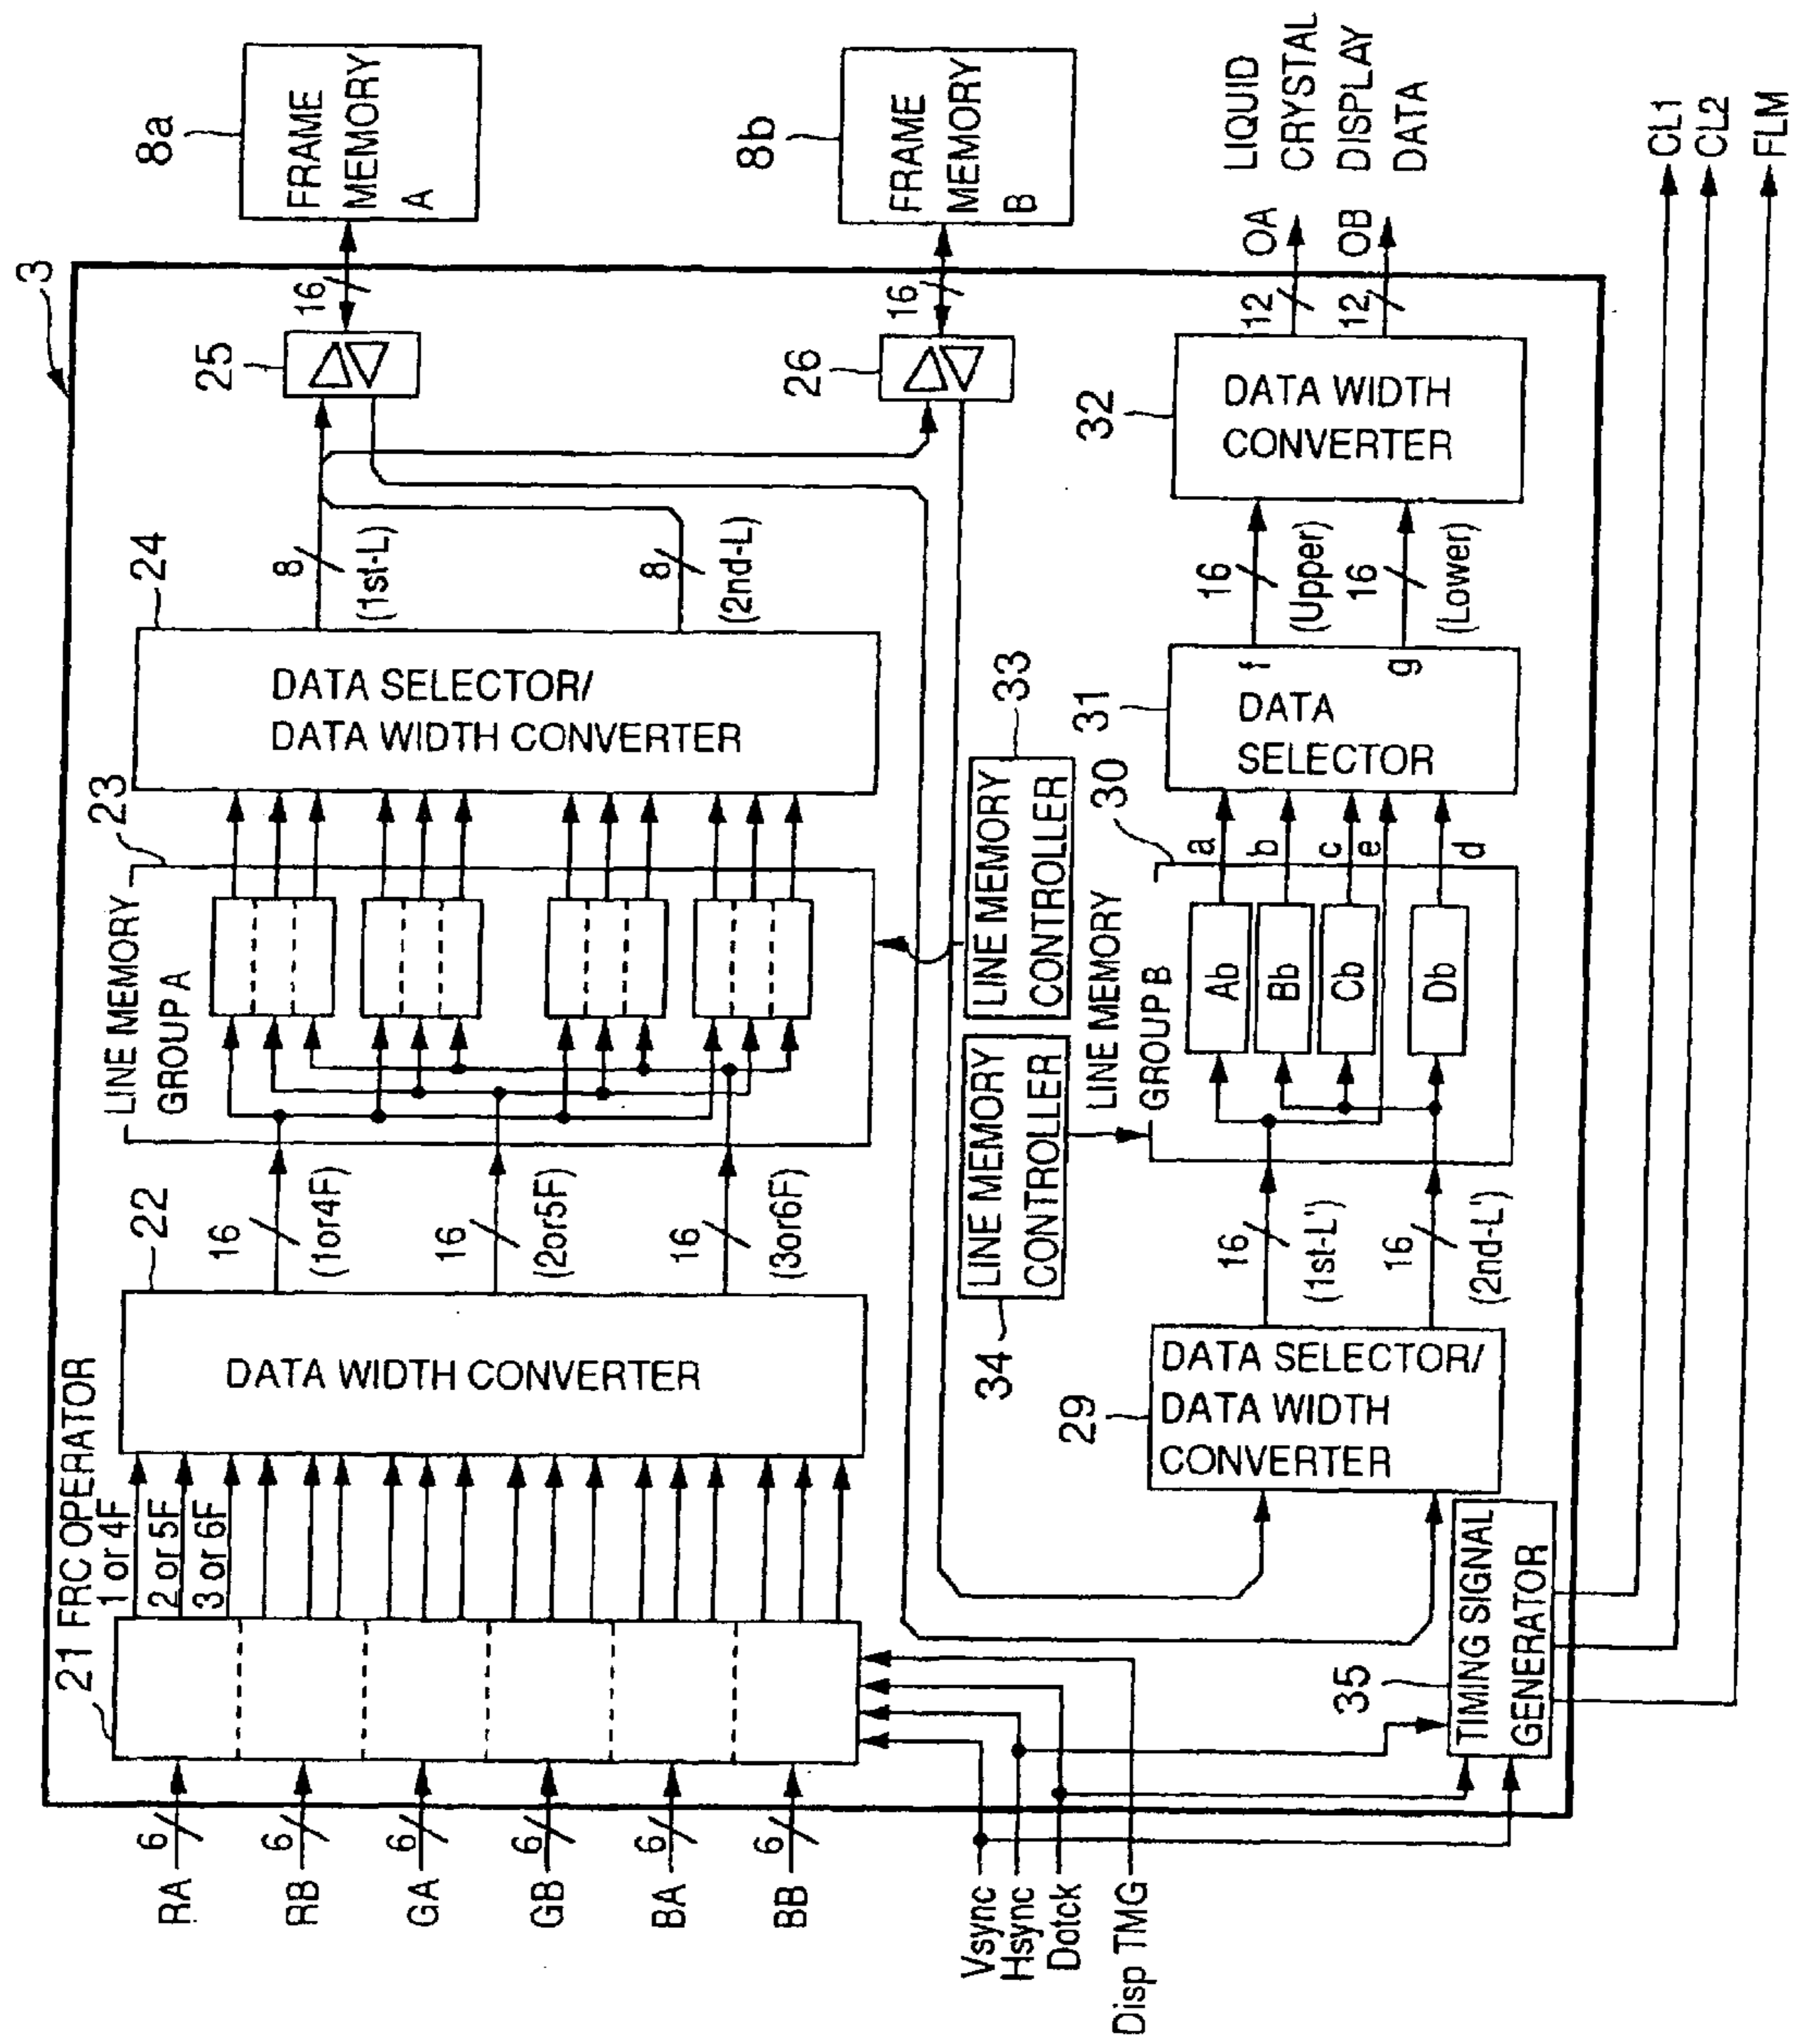 3
21 FRC OPERATOR
1 or 4F
2 or 5F
3 or 6F
RA
6
RB
6
GA
6
GB
6
BA
6
BB
6
Vsync
Hsync
Dotck
Disp TMG
22
DATA WIDTH CONVERTER
16
(1or4F)
16
(2or5F)
16
(3or6F)
23
LINE MEMORY
GROUP A
24
DATA SELECTOR/
DATA WIDTH CONVERTER
8
(1st-L)
8
(2nd-L)
25
16
8a
FRAME
MEMORY
A
26
16
8b
FRAME
MEMORY
B
33
LINE MEMORY
CONTROLLER
34
LINE MEMORY
CONTROLLER
29
DATA SELECTOR/
DATA WIDTH
CONVERTER
16
(1st-L')
16
(2nd-L')
LINE MEMORY
GROUP B
30
Ab
Bb
Cb
Db
a
b
c
e
d
31
DATA
SELECTOR
f
g
16
(Upper)
16
(Lower)
32
DATA WIDTH
CONVERTER
12
OA
12
OB
LIQUID
CRYSTAL
DISPLAY
DATA
35
TIMING SIGNAL
GENERATOR
CL1
CL2
FLM